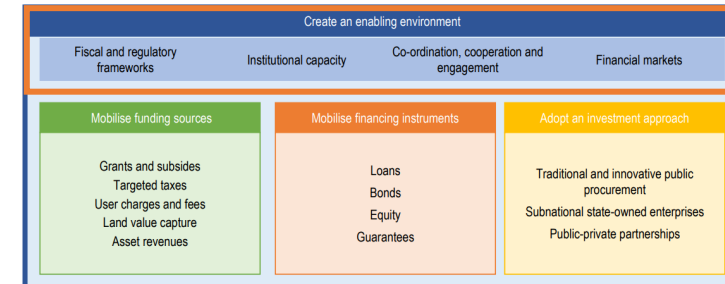 Create an enabling environment
Fiscal and regulatory
frameworks
Institutional capacity
Co-ordination, cooperation and
engagement
Financial markets
Mobilise funding sources
Grants and subsides
Targeted taxes
User charges and fees
Land value capture
Asset revenues
Mobilise financing instruments
Loans
Bonds
Equity
Guarantees
Adopt an investment approach
Traditional and innovative public
procurement
Subnational state-owned enterprises
Public-private partnerships